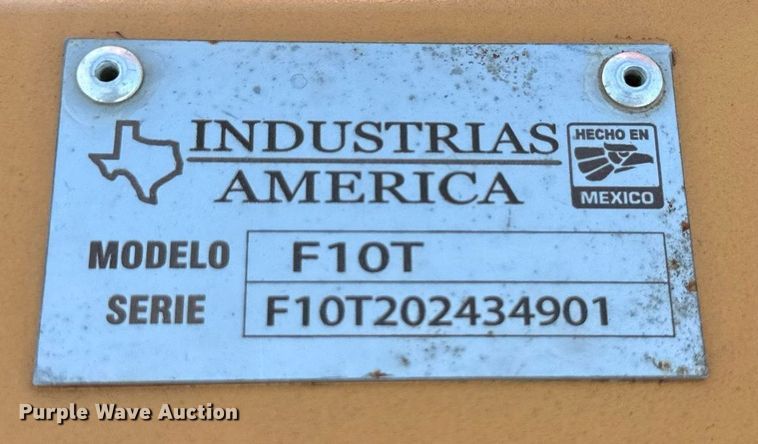 INDUSTRIAS
AMERICA
HECHO EN
MEXICO
MODELO F10T
SERIE F10T202434901
Purple Wave Auction